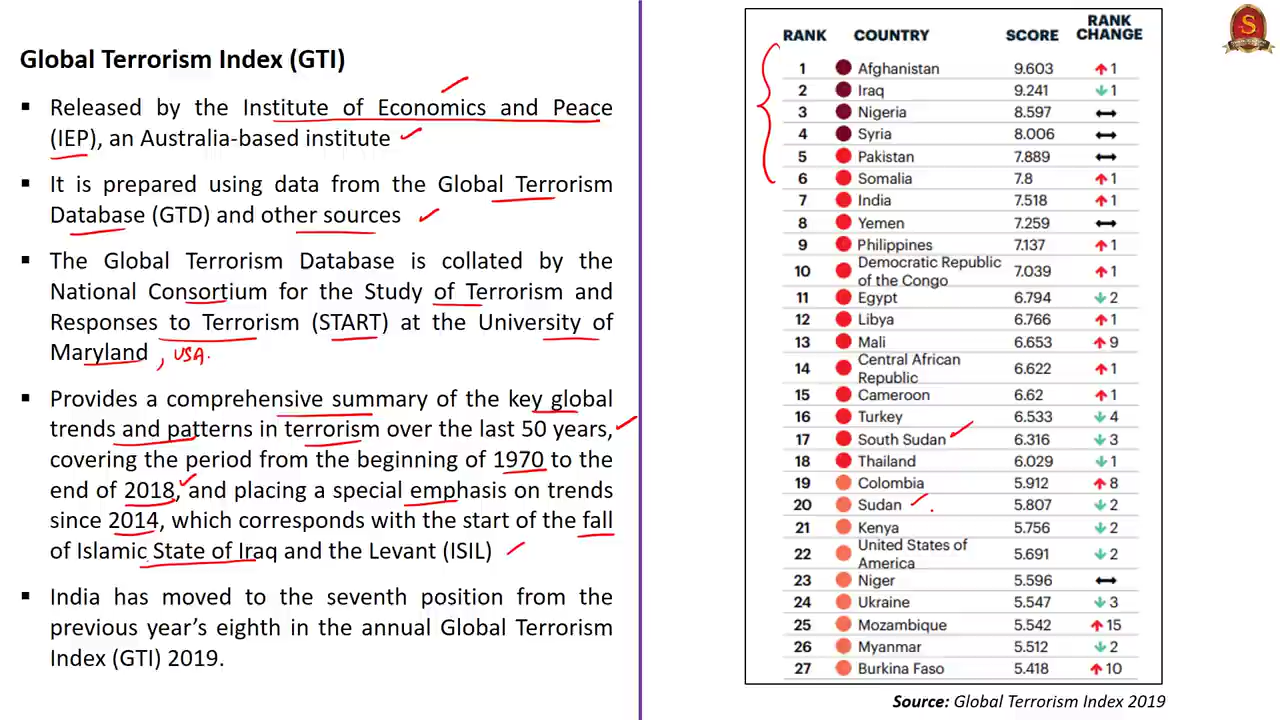 Global Terrorism Index (GTI)
▪ Released by the Institute of Economics and Peace
(IEP), an Australia-based institute
▪ It is prepared using data from the Global Terrorism
Database (GTD) and other sources
▪ The Global Terrorism Database is collated by the
National Consortium for the Study of Terrorism and
Responses to Terrorism (START) at the University of
Maryland , USA.
▪ Provides a comprehensive summary of the key global
trends and patterns in terrorism over the last 50 years,
covering the period from the beginning of 1970 to the
end of 2018, and placing a special emphasis on trends
since 2014, which corresponds with the start of the fall
of Islamic State of Iraq and the Levant (ISIL)
▪ India has moved to the seventh position from the
previous year's eighth in the annual Global Terrorism
Index (GTI) 2019.
RANK COUNTRY SCORE RANK CHANGE
1 Afghanistan 9.603 ↑ 1
2 Iraq 9.241 ↓ 1
3 Nigeria 8.597 ↔
4 Syria 8.006 ↔
5 Pakistan 7.889 ↔
6 Somalia 7.8 ↑ 1
7 India 7.518 ↑ 1
8 Yemen 7.259 ↔
9 Philippines 7.137 ↑ 1
10 Democratic Republic of the Congo 7.039 ↑ 1
11 Egypt 6.794 ↓ 2
12 Libya 6.766 ↑ 1
13 Mali 6.653 ↑ 9
14 Central African Republic 6.622 ↑ 1
15 Cameroon 6.62 ↑ 1
16 Turkey 6.533 ↓ 4
17 South Sudan 6.316 ↓ 3
18 Thailand 6.029 ↓ 1
19 Colombia 5.912 ↑ 8
20 Sudan 5.807 ↓ 2
21 Kenya 5.756 ↓ 2
22 United States of America 5.691 ↓ 2
23 Niger 5.596 ↔
24 Ukraine 5.547 ↓ 3
25 Mozambique 5.542 ↑ 15
26 Myanmar 5.512 ↓ 2
27 Burkina Faso 5.418 ↑ 10
Source: Global Terrorism Index 2019
S